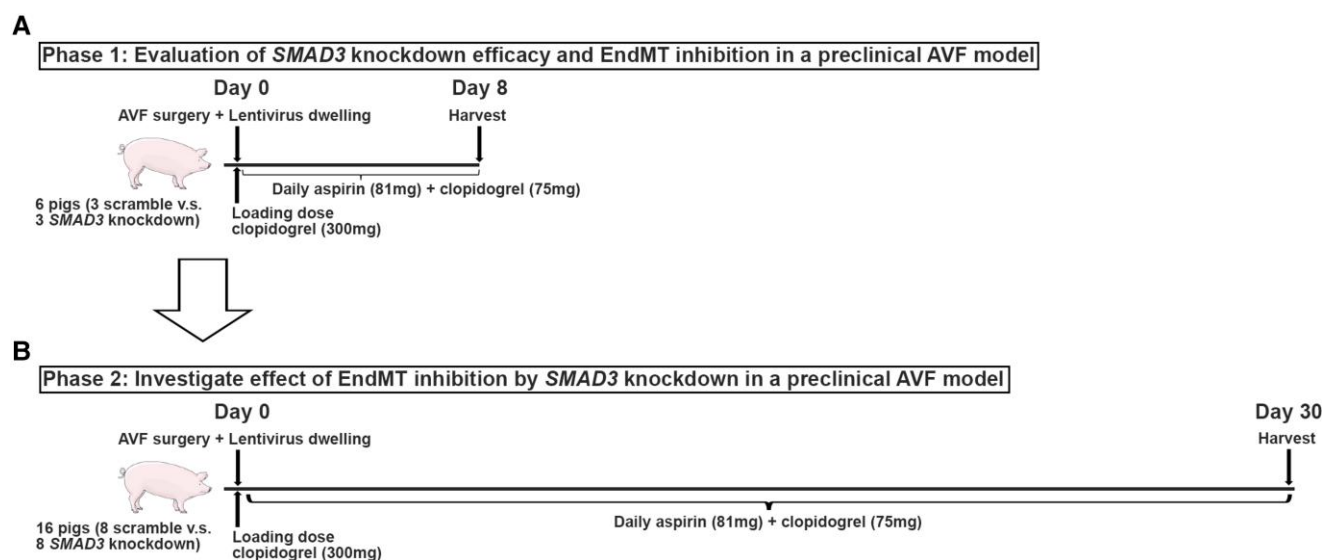 A
Phase 1: Evaluation of SMAD3 knockdown efficacy and EndMT inhibition in a preclinical AVF model
Day 0
Day 8
AVF surgery + Lentivirus dwelling
Harvest
Daily aspirin (81mg) + clopidogrel (75mg)
6 pigs (3 scramble v.s.
3 SMAD3 knockdown)
Loading dose
clopidogrel (300mg)
B
Phase 2: Investigate effect of EndMT inhibition by SMAD3 knockdown in a preclinical AVF model
Day 0
Day 30
AVF surgery + Lentivirus dwelling
Harvest
Daily aspirin (81mg) + clopidogrel (75mg)
16 pigs (8 scramble v.s.
8 SMAD3 knockdown)
Loading dose
clopidogrel (300mg)